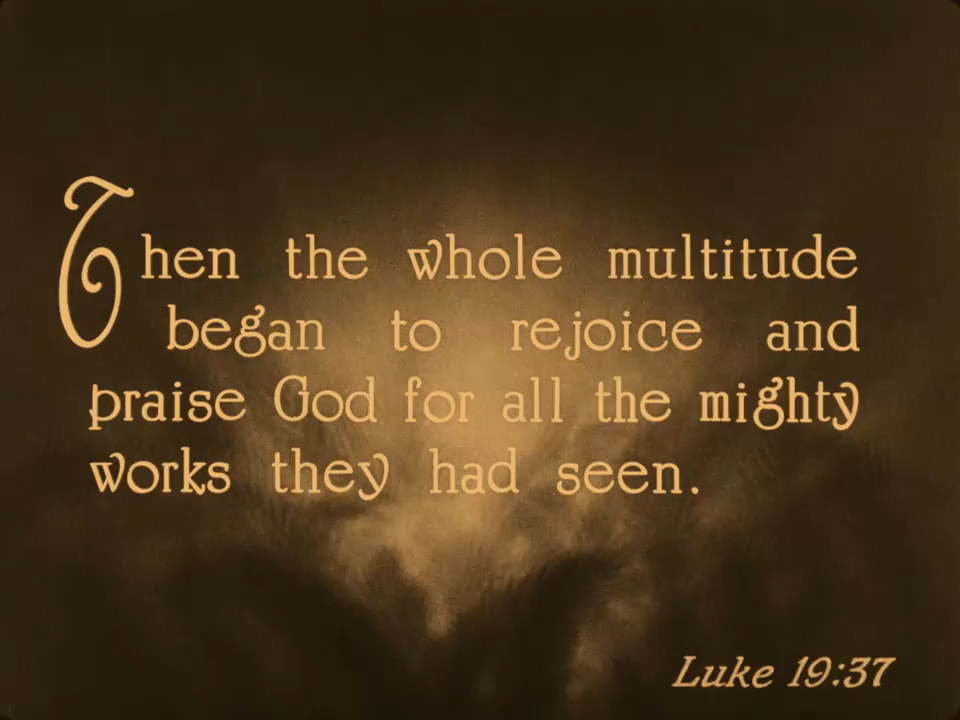 Then the whole multitude
began to rejoice and
praise God for all the mighty
works they had seen.
Luke 19:37